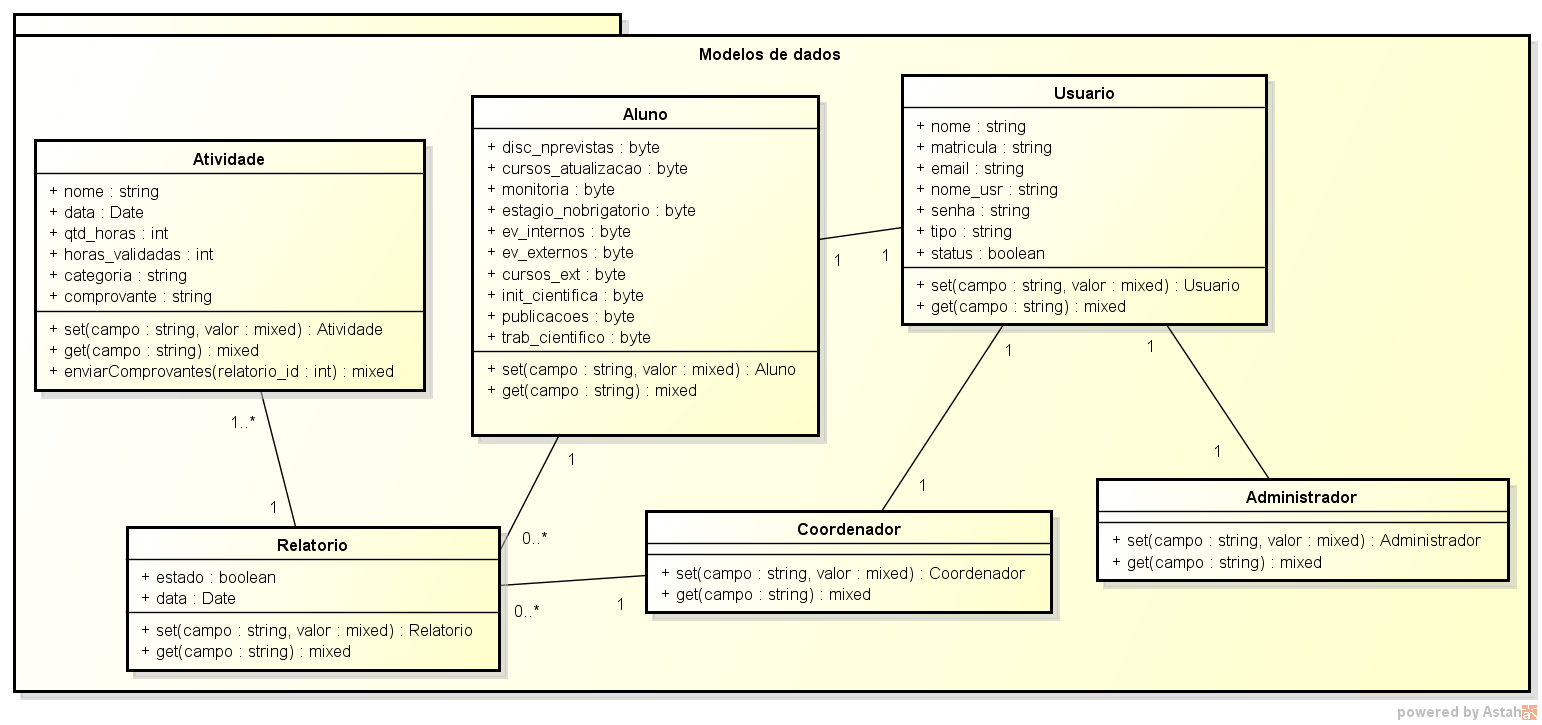 Modelos de dados
Atividade
+ nome : string
+ data : Date
+ qtd_horas : int
+ horas_validadas : int
+ categoria : string
+ comprovante : string
+ set(campo : string, valor : mixed) : Atividade
+ get(campo : string) : mixed
+ enviarComprovantes(relatorio_id : int) : mixed
Aluno
+ disc_nprevistas : byte
+ cursos_atualizacao : byte
+ monitoria : byte
+ estagio_nobrigatorio : byte
+ ev_internos : byte
+ ev_externos : byte
+ cursos_ext : byte
+ init_cientifica : byte
+ publicacoes : byte
+ trab_cientifico : byte
+ set(campo : string, valor : mixed) : Aluno
+ get(campo : string) : mixed
Usuario
+ nome : string
+ matricula : string
+ email : string
+ nome_usr : string
+ senha : string
+ tipo : string
+ status : boolean
+ set(campo : string, valor : mixed) : Usuario
+ get(campo : string) : mixed
1
1
1
1
1..*
1
1
0..*
1
1
0..*
1
Relatorio
+ estado : boolean
+ data : Date
+ set(campo : string, valor : mixed) : Relatorio
+ get(campo : string) : mixed
Coordenador
+ set(campo : string, valor : mixed) : Coordenador
+ get(campo : string) : mixed
Administrador
+ set(campo : string, valor : mixed) : Administrador
+ get(campo : string) : mixed
powered by Astah